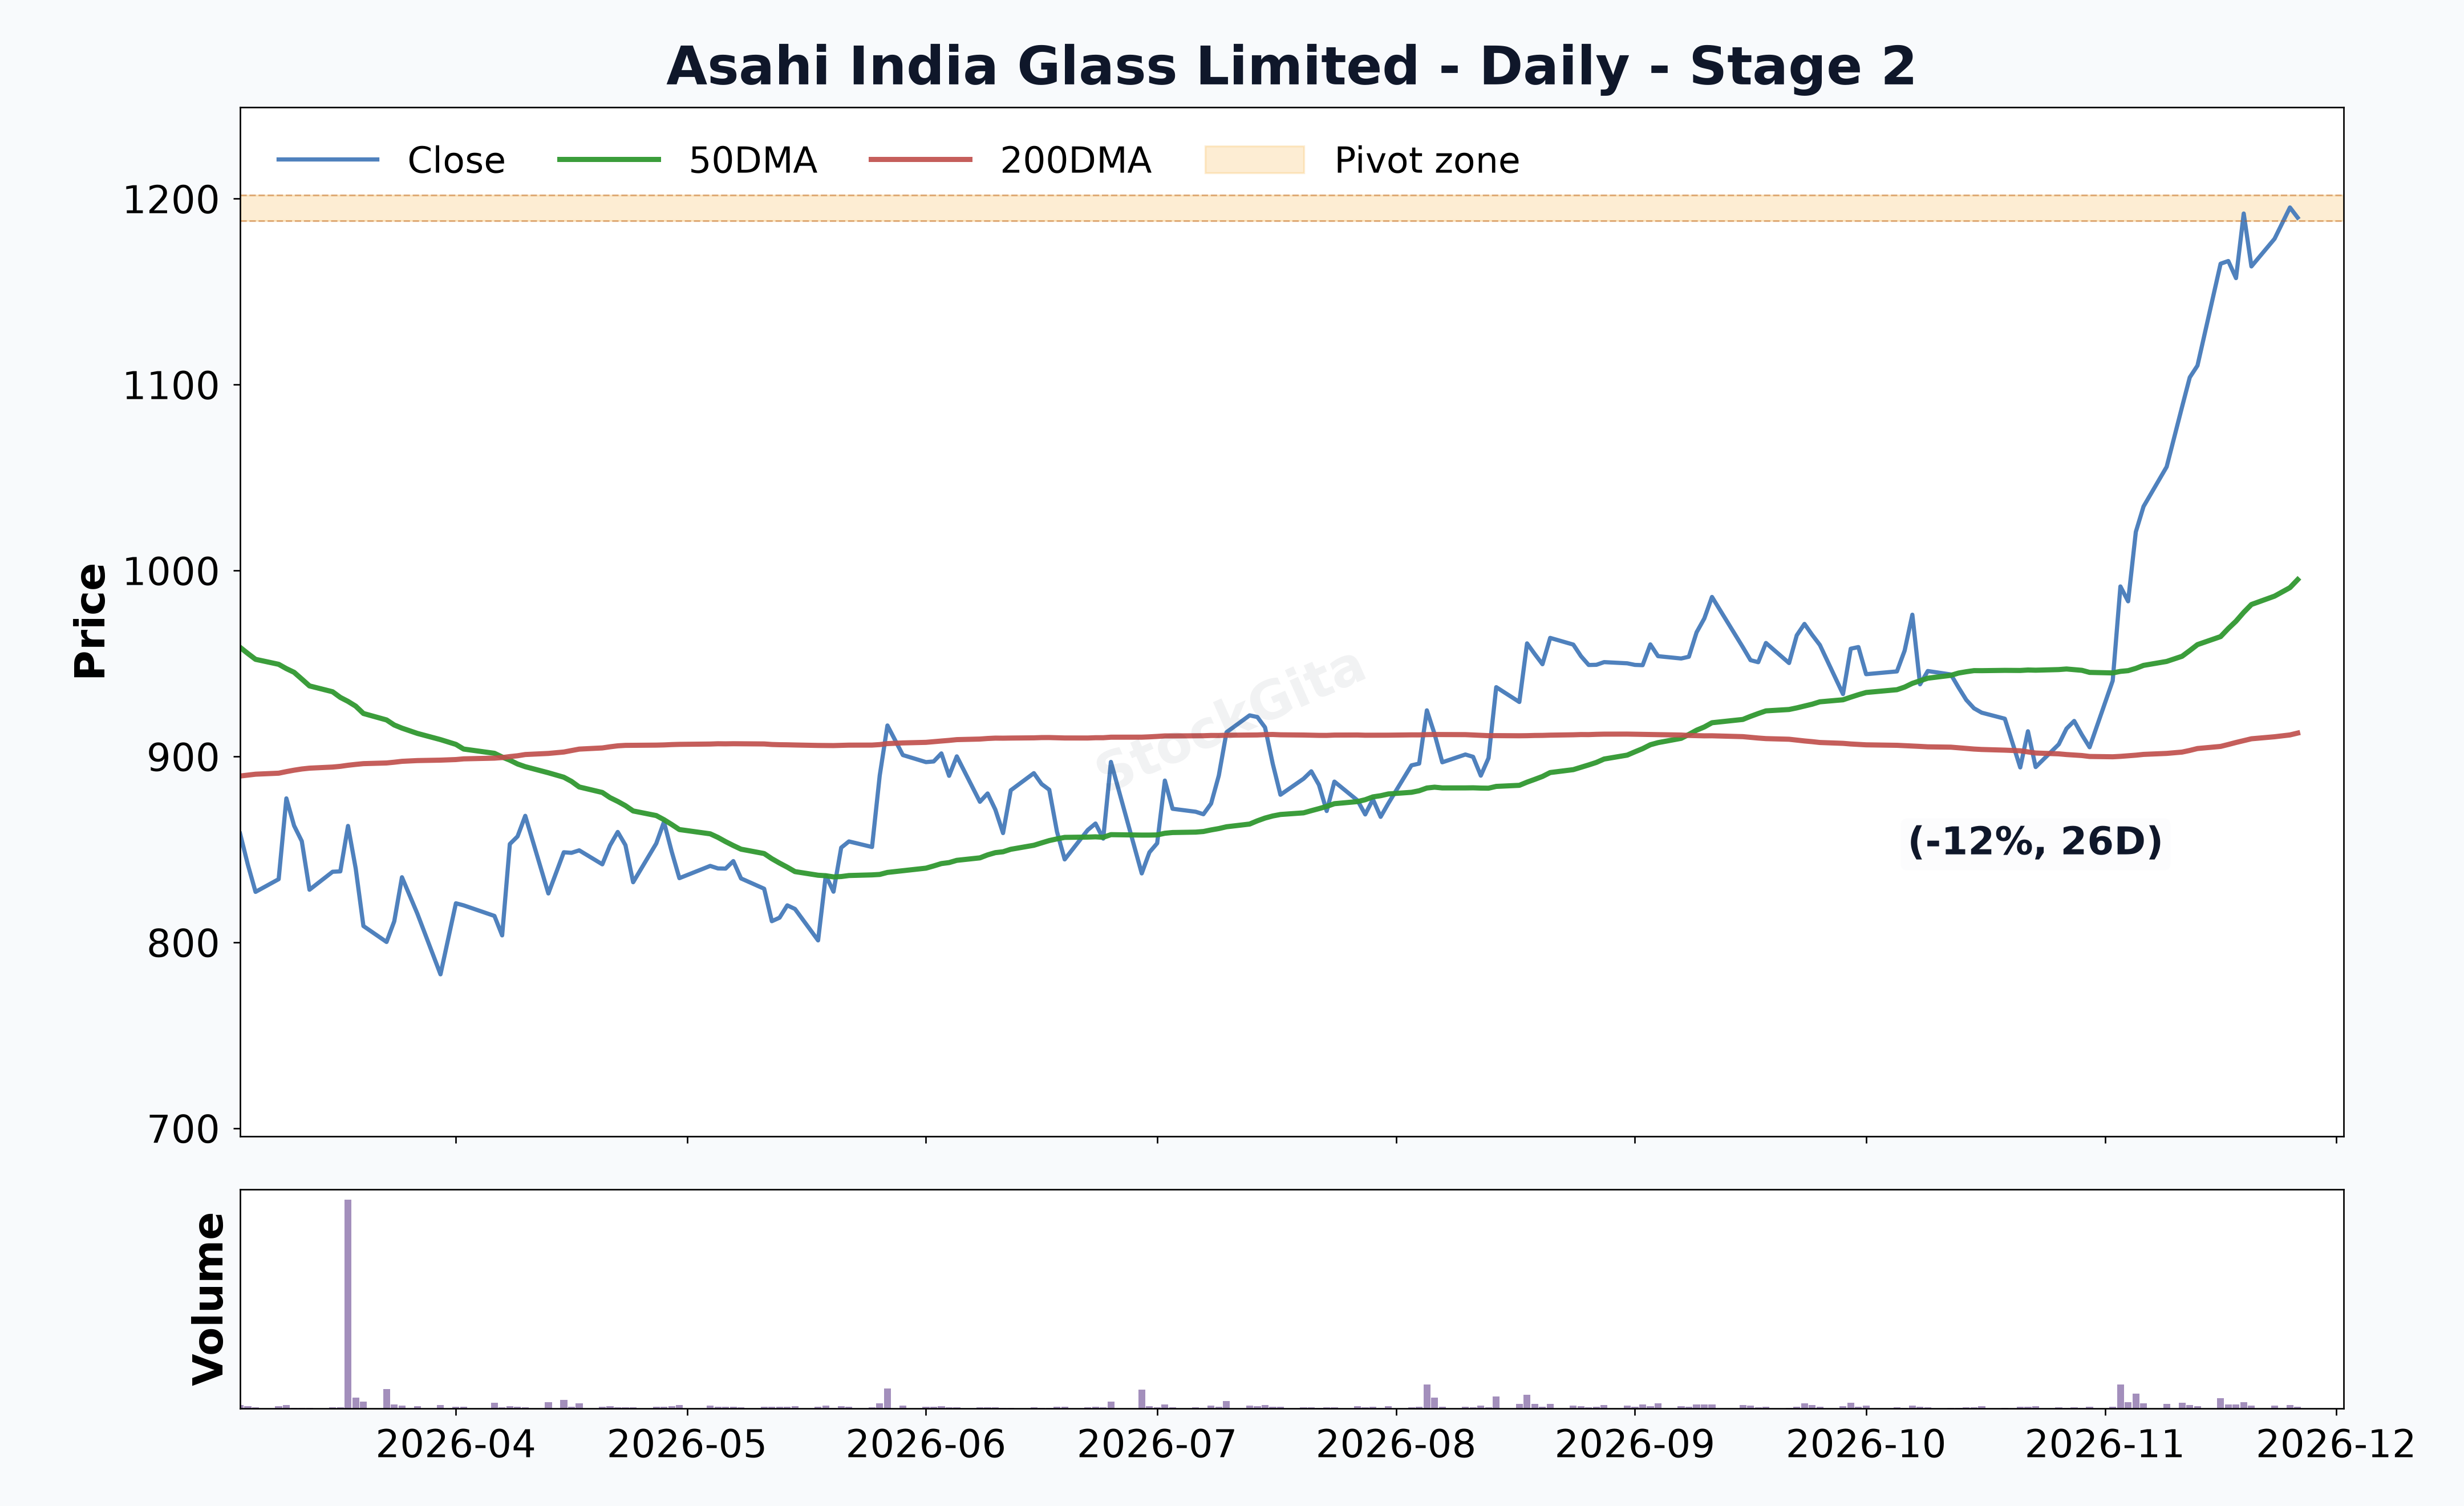 Asahi India Glass Limited - Daily - Stage 2
Close 50DMA 200DMA Pivot zone
Price
1200
1100
1000
900
800
700
StockGita
(-12%, 26D)
Volume
2026-04 2026-05 2026-06 2026-07 2026-08 2026-09 2026-10 2026-11 2026-12